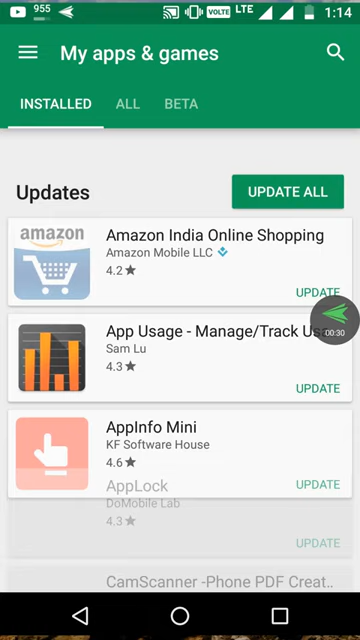 955 VOLTE LTE 1:14
My apps & games
INSTALLED ALL BETA
Updates UPDATE ALL
amazon
Amazon India Online Shopping
Amazon Mobile LLC
4.2★
UPDATE
App Usage - Manage/Track Us
Sam Lu
00:30
4.3★
UPDATE
AppInfo Mini
KF Software House
4.6★
UPDATE
AppLock
DoMobile Lab
4.3★
UPDATE
CamScanner -Phone PDF Creat..